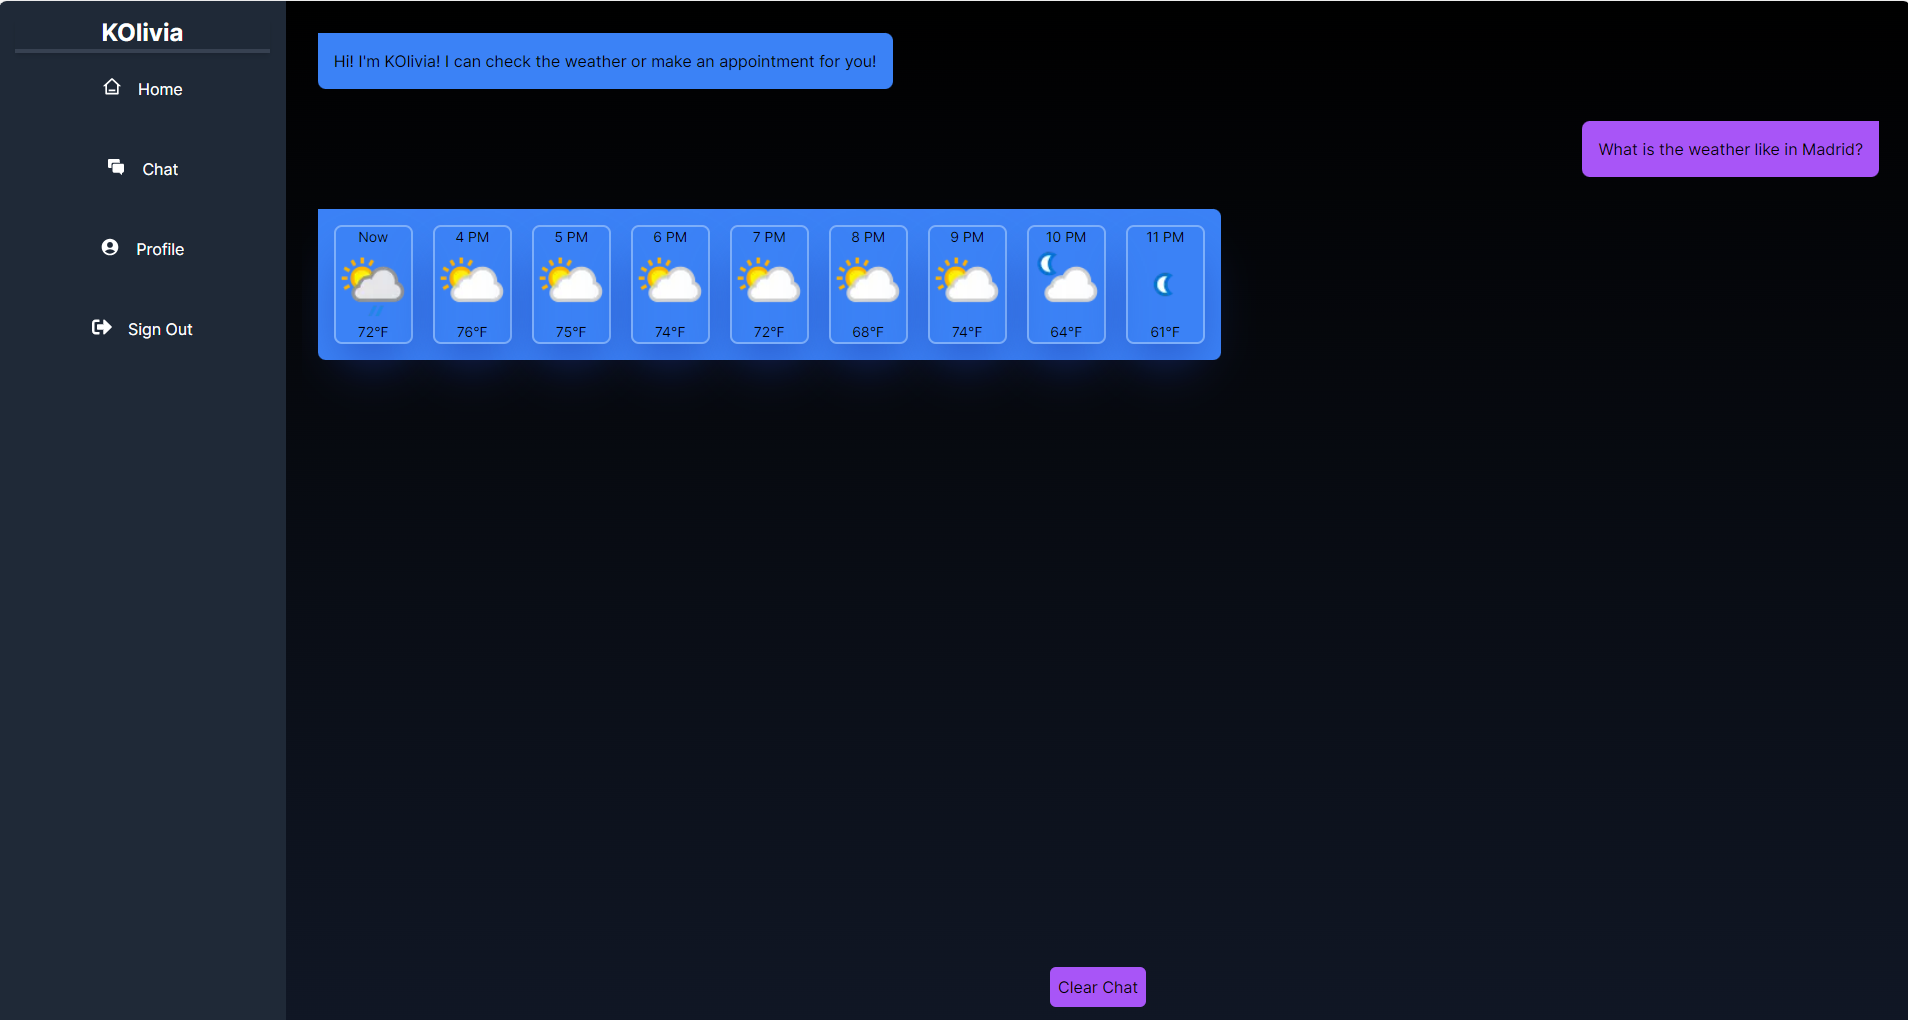 KOlivia
Home
Chat
Profile
Sign Out
Hi! I'm KOlivia! I can check the weather or make an appointment for you!
What is the weather like in Madrid?
Now 4 PM 5 PM 6 PM 7 PM 8 PM 9 PM 10 PM 11 PM
72°F 76°F 75°F 74°F 72°F 68°F 74°F 64°F 61°F
Clear Chat